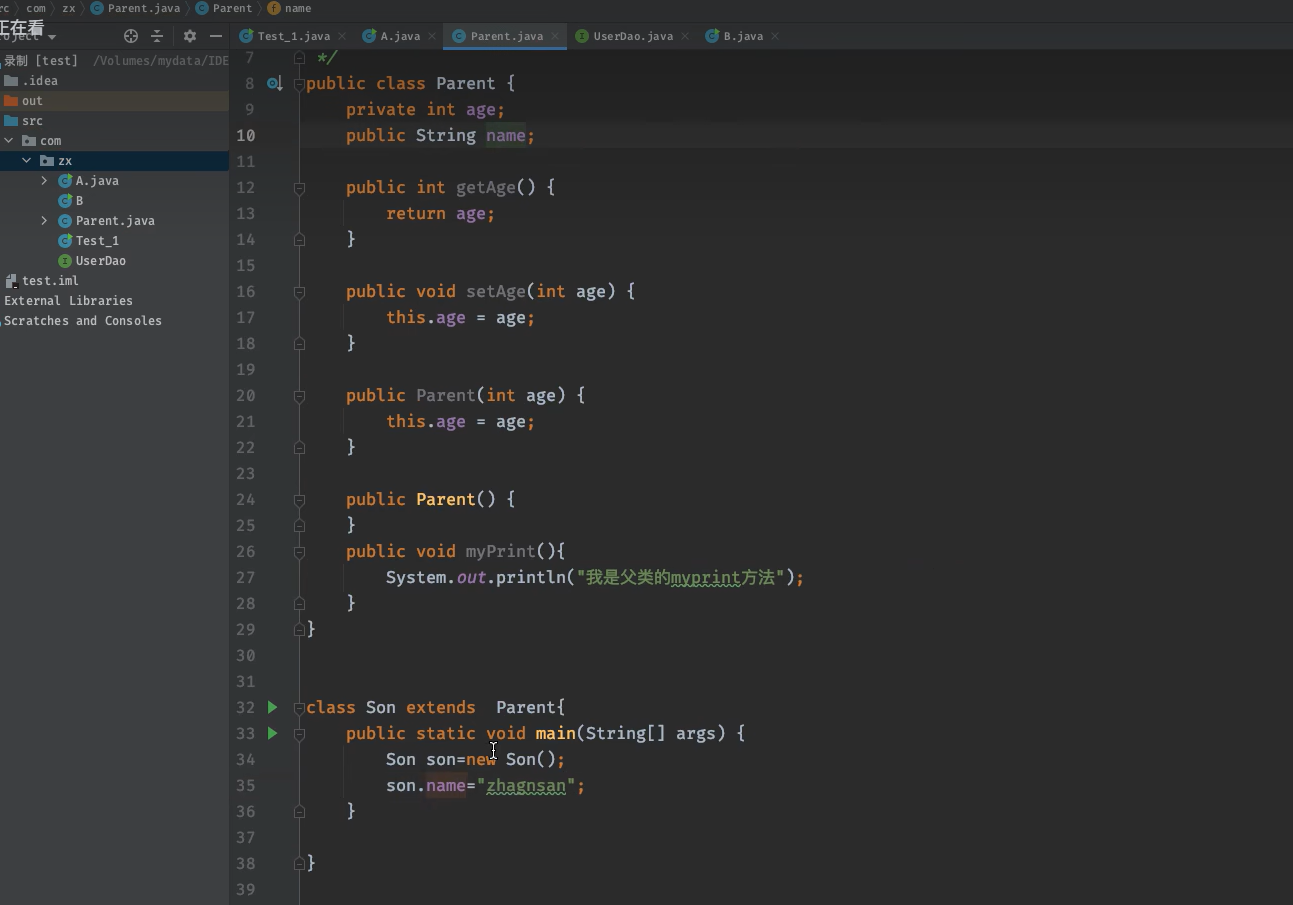 rc com zx Parent.java Parent name
正在看
Test_1.java A.java Parent.java UserDao.java B.java
录制 [test] /Volumes/mydata/IDE
.idea
out
src
com
zx
A.java
B
Parent.java
Test_1
UserDao
test.iml
External Libraries
Scratches and Consoles
7 */
8 public class Parent {
9 private int age;
10 public String name;
11
12 public int getAge() {
13 return age;
14 }
15
16 public void setAge(int age) {
17 this.age = age;
18 }
19
20 public Parent(int age) {
21 this.age = age;
22 }
23
24 public Parent() {
25 }
26 public void myPrint(){
27 System.out.println("我是父类的myprint方法");
28 }
29 }
30
31
32 class Son extends  Parent{
33 public static void main(String[] args) {
34 Son son=new Son();
35 son.name="zhagnsan";
36 }
37
38 }
39